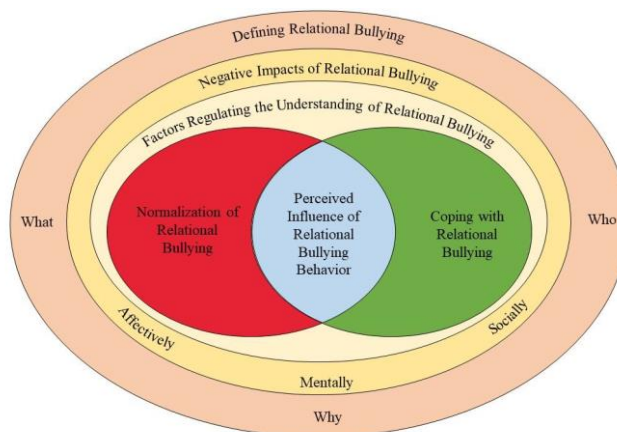 Defining Relational Bullying
Negative Impacts of Relational Bullying
Factors Regulating the Understanding of Relational Bullying
What
Normalization of
Relational
Bullying
Perceived
Influence of
Relational
Bullying
Behavior
Coping with
Relational
Bullying
Who
Affectively
Mentally
Socially
Why